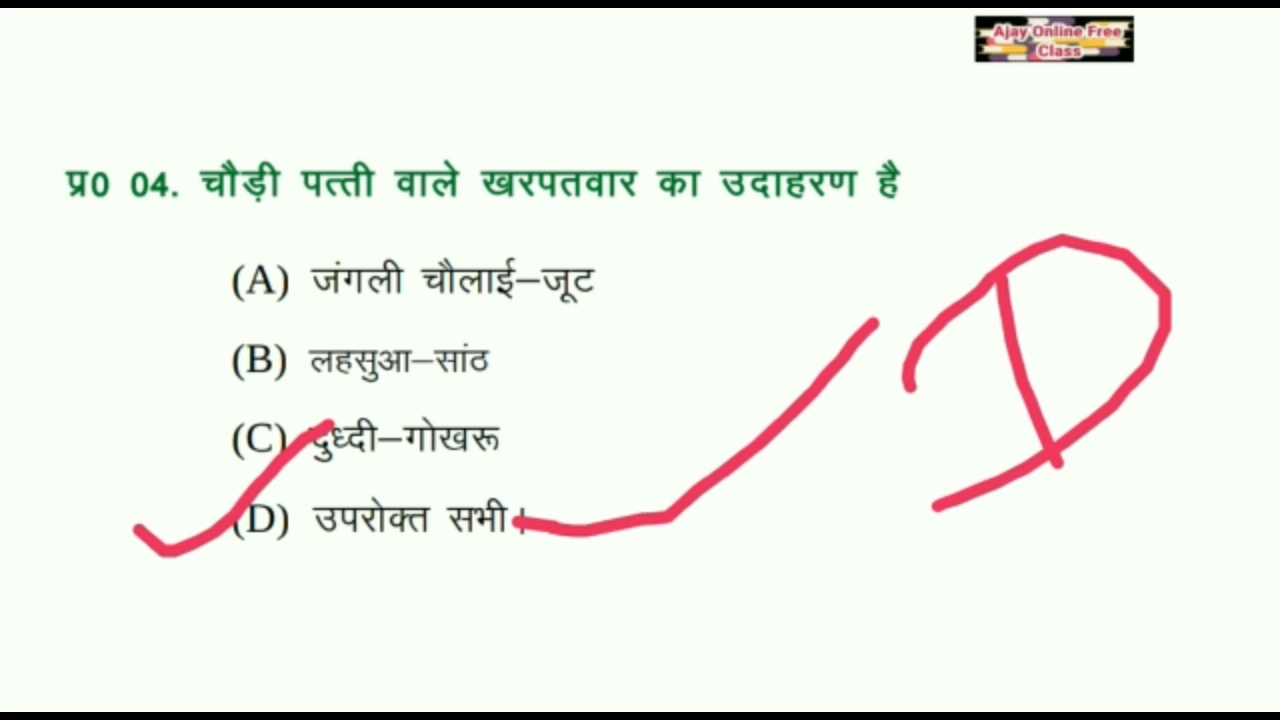 Ajay Online Free
Class
प्र0 04. चौड़ी पत्ती वाले खरपतवार का उदाहरण है
(A) जंगली चौलाई–जूट
(B) लहसुआ–सांठ
(C) दुध्दी–गोखरू
(D) उपरोक्त सभी।
D